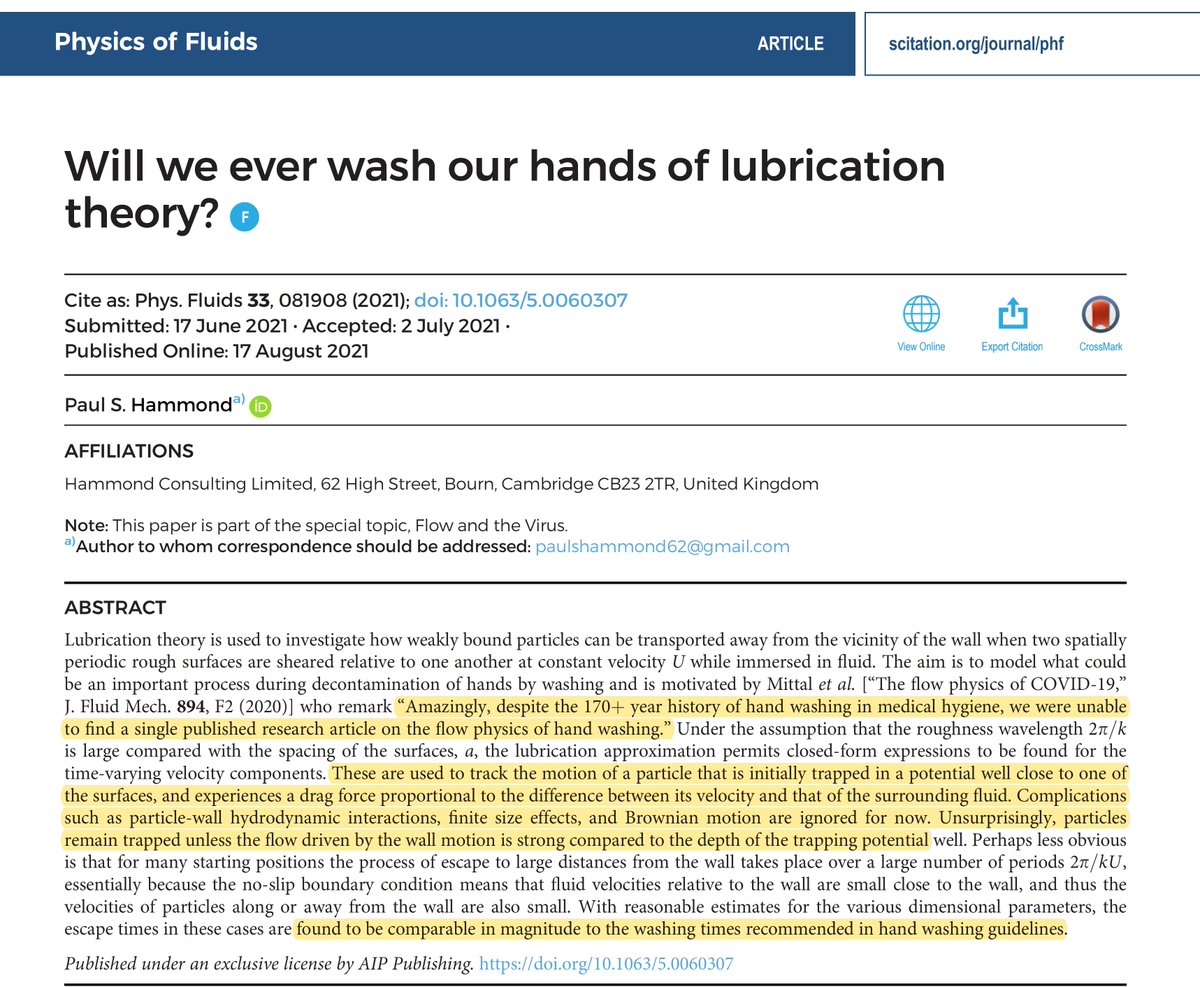 Physics of Fluids
ARTICLE
scitation.org/journal/phf
Will we ever wash our hands of lubrication
theory? F
Cite as: Phys. Fluids 33, 081908 (2021); doi: 10.1063/5.0060307
Submitted: 17 June 2021 · Accepted: 2 July 2021 ·
Published Online: 17 August 2021
View Online
Export Citation
CrossMark
Paul S. Hammond a) iD
AFFILIATIONS
Hammond Consulting Limited, 62 High Street, Bourn, Cambridge CB23 2TR, United Kingdom
Note: This paper is part of the special topic, Flow and the Virus.
a)Author to whom correspondence should be addressed: paulshammond62@gmail.com
ABSTRACT
Lubrication theory is used to investigate how weakly bound particles can be transported away from the vicinity of the wall when two spatially
periodic rough surfaces are sheared relative to one another at constant velocity U while immersed in fluid. The aim is to model what could
be an important process during decontamination of hands by washing and is motivated by Mittal et al. [“The flow physics of COVID-19,”
J. Fluid Mech. 894, F2 (2020)] who remark “Amazingly, despite the 170+ year history of hand washing in medical hygiene, we were unable
to find a single published research article on the flow physics of hand washing.” Under the assumption that the roughness wavelength 2π/k
is large compared with the spacing of the surfaces, a, the lubrication approximation permits closed-form expressions to be found for the
time-varying velocity components. These are used to track the motion of a particle that is initially trapped in a potential well close to one of
the surfaces, and experiences a drag force proportional to the difference between its velocity and that of the surrounding fluid. Complications
such as particle-wall hydrodynamic interactions, finite size effects, and Brownian motion are ignored for now. Unsurprisingly, particles
remain trapped unless the flow driven by the wall motion is strong compared to the depth of the trapping potential well. Perhaps less obvious
is that for many starting positions the process of escape to large distances from the wall takes place over a large number of periods 2π/kU,
essentially because the no-slip boundary condition means that fluid velocities relative to the wall are small close to the wall, and thus the
velocities of particles along or away from the wall are also small. With reasonable estimates for the various dimensional parameters, the
escape times in these cases are found to be comparable in magnitude to the washing times recommended in hand washing guidelines.
Published under an exclusive license by AIP Publishing. https://doi.org/10.1063/5.0060307